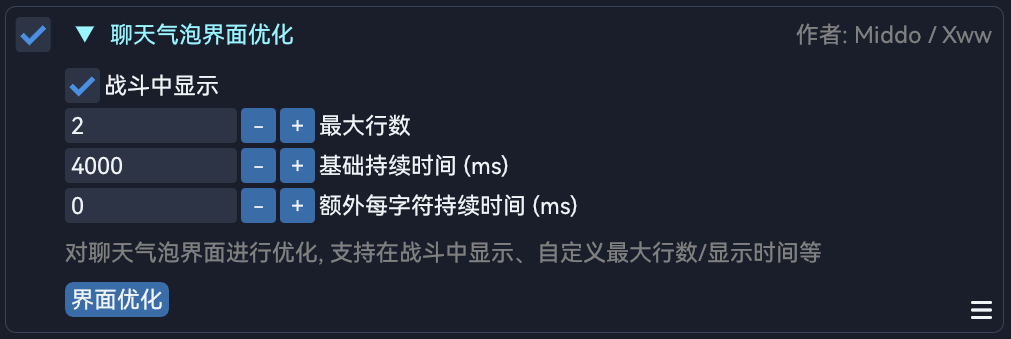 聊天气泡界面优化 作者: Middo / Xww
战斗中显示
2 - + 最大行数
4000 - + 基础持续时间 (ms)
0 - + 额外每字符持续时间 (ms)
对聊天气泡界面进行优化, 支持在战斗中显示、自定义最大行数/显示时间等
界面优化